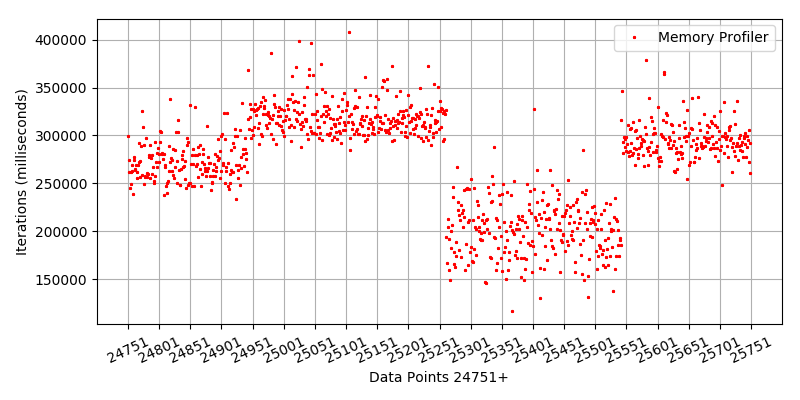 Memory Profiler
400000
350000
300000
250000
200000
150000
Iterations (milliseconds)
24751 24801 24851 24901 24951 25001 25051 25101 25151 25201 25251 25301 25351 25401 25451 25501 25551 25601 25651 25701 25751
Data Points 24751+